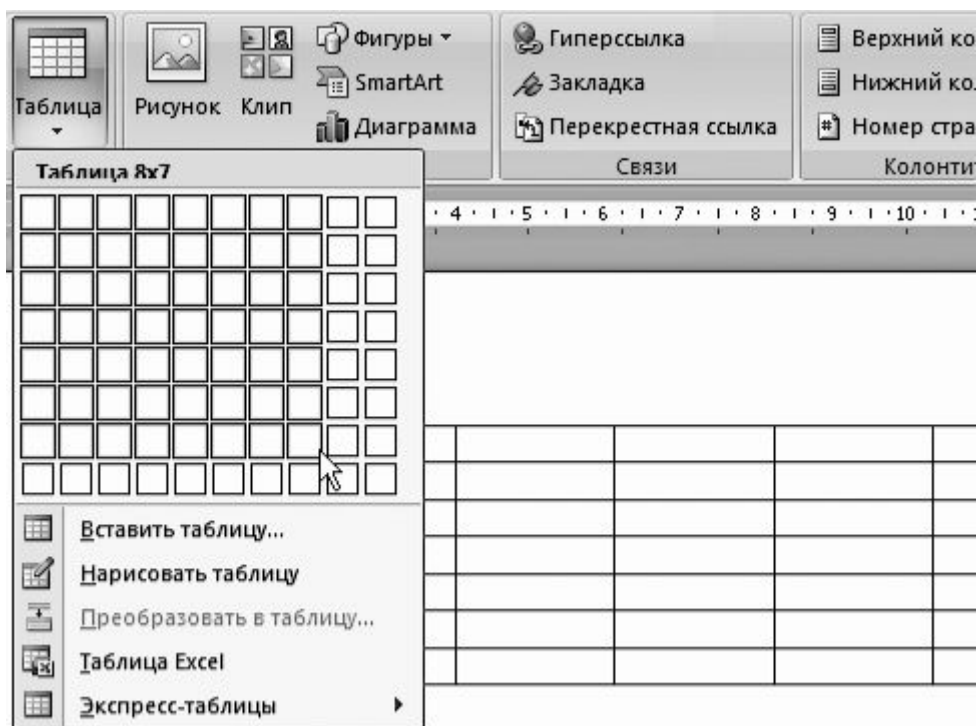 Таблица
Рисунок
Клип
Фигуры
SmartArt
Диаграмма
Гиперссылка
Закладка
Перекрестная ссылка
Связи
Верхний ко
Нижний ко
Номер стра
Колонти
Таблица 8x7
4 5 6 7 8 9 10
Вставить таблицу...
Нарисовать таблицу
Преобразовать в таблицу...
Таблица Excel
Экспресс-таблицы